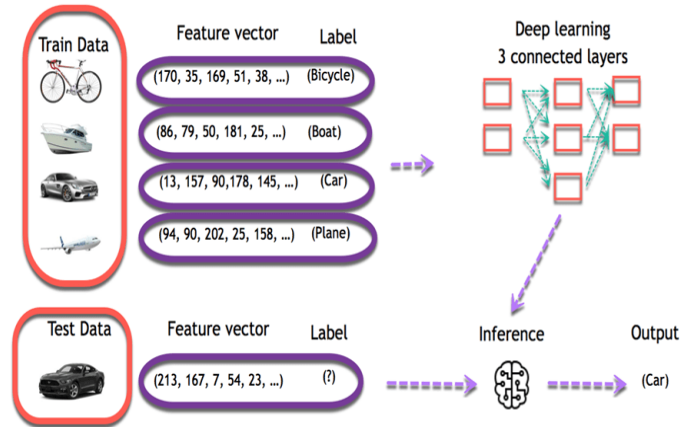 Train Data
Feature vector
Label
(170, 35, 169, 51, 38, ...) (Bicycle)
(86, 79, 50, 181, 25, ...) (Boat)
(13, 157, 90,178, 145, ...) (Car)
(94, 90, 202, 25, 158, ...) (Plane)
Deep learning
3 connected layers
Test Data
Feature vector
Label
(213, 167, 7, 54, 23, ...) (?)
Inference
Output
(Car)